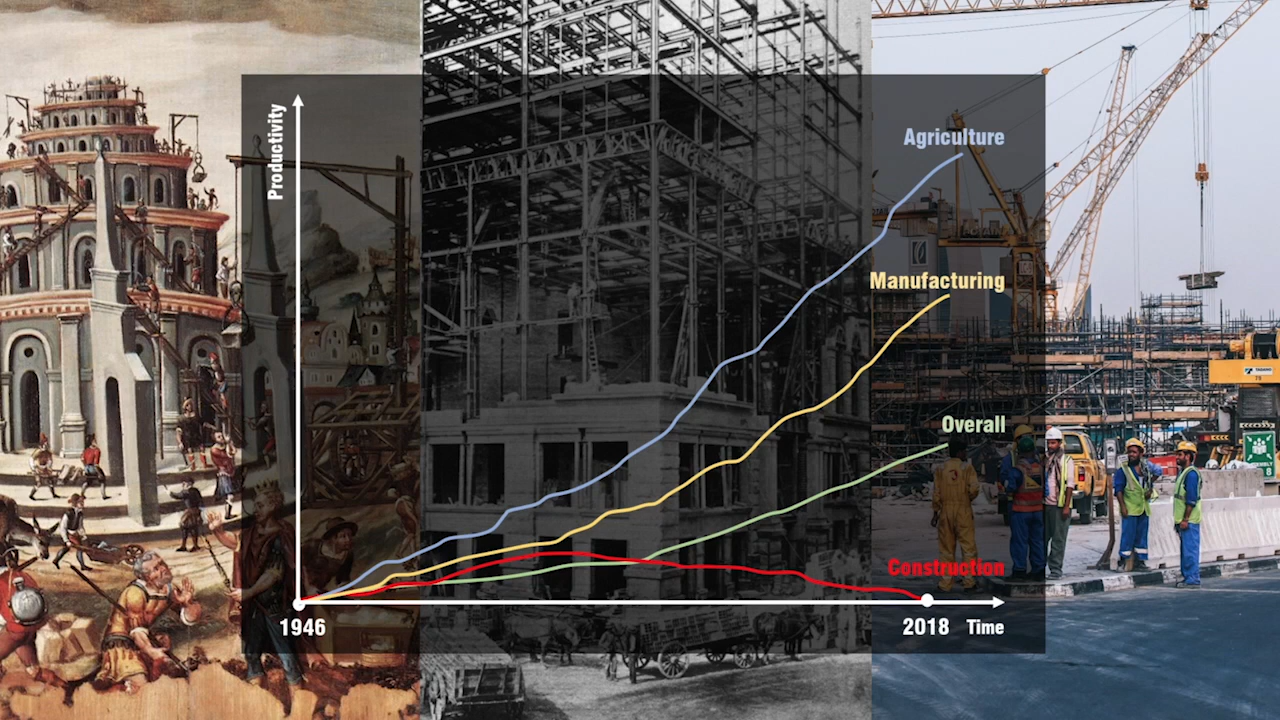 Productivity
Agriculture
Manufacturing
Overall
Construction
1946
2018
Time